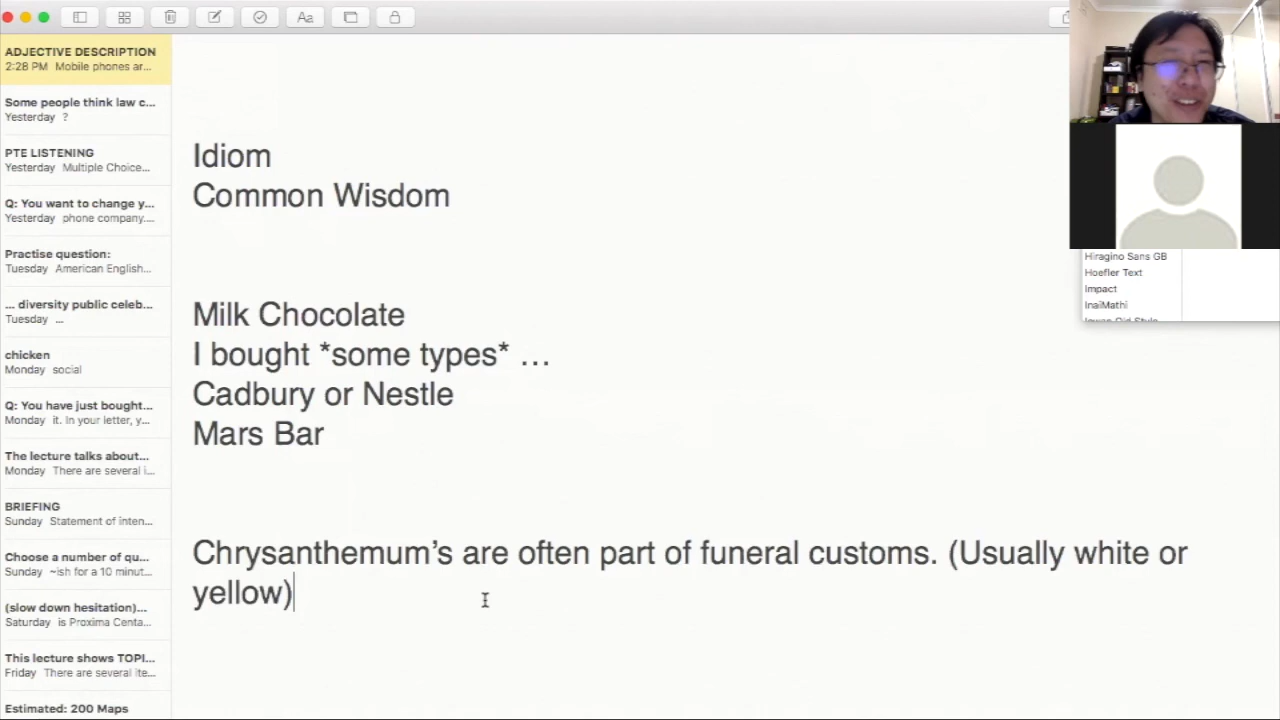 Aa
ADJECTIVE DESCRIPTION
2:28 PM Mobile phones ar...
Some people think law c...
Yesterday ?
PTE LISTENING
Yesterday Multiple Choice...
Q: You want to change y...
Yesterday phone company....
Practise question:
Tuesday American English...
... diversity public celeb...
Tuesday ...
chicken
Monday social
Q: You have just bought...
Monday it. In your letter, y...
The lecture talks about...
Monday There are several i...
BRIEFING
Sunday Statement of inten...
Choose a number of qu...
Sunday ~ish for a 10 minut...
(slow down hesitation)...
Saturday is Proxima Centa...
This lecture shows TOPI...
Friday There are several ite...
Estimated: 200 Maps
Idiom
Common Wisdom
Milk Chocolate
I bought *some types* …
Cadbury or Nestle
Mars Bar
Chrysanthemum’s are often part of funeral customs. (Usually white or
yellow)
Hiragino Sans GB
Hoefler Text
Impact
InaiMathi
Iowan Old Style